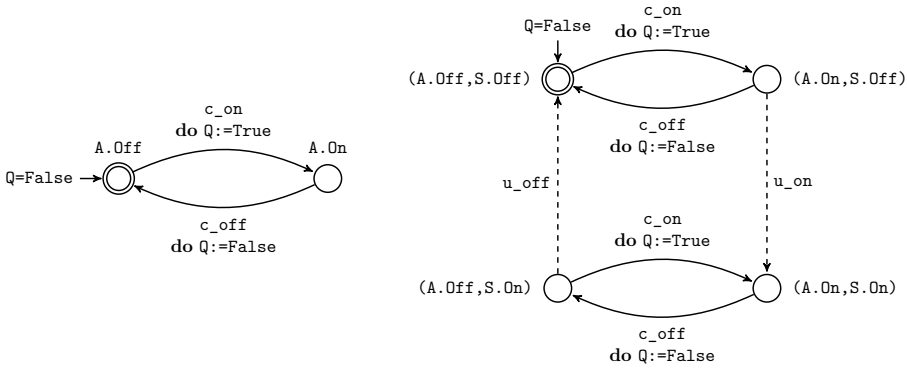 c_on
do Q:=True
A.Off
A.On
Q=False
c_off
do Q:=False
Q=False
c_on
do Q:=True
(A.Off,S.Off)
(A.On,S.Off)
c_off
do Q:=False
u_off
u_on
c_on
do Q:=True
(A.Off,S.On)
(A.On,S.On)
c_off
do Q:=False